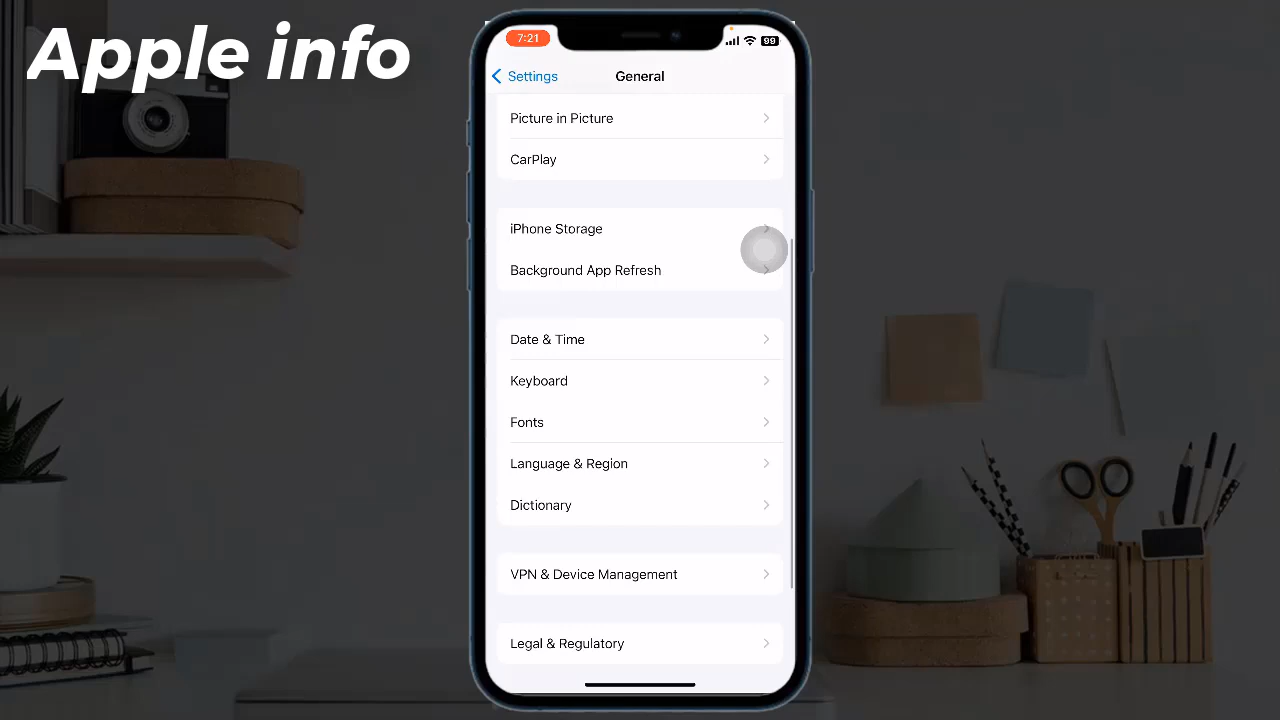 Apple info
7:21
99
Settings
General
Picture in Picture
CarPlay
iPhone Storage
Background App Refresh
Date & Time
Keyboard
Fonts
Language & Region
Dictionary
VPN & Device Management
Legal & Regulatory